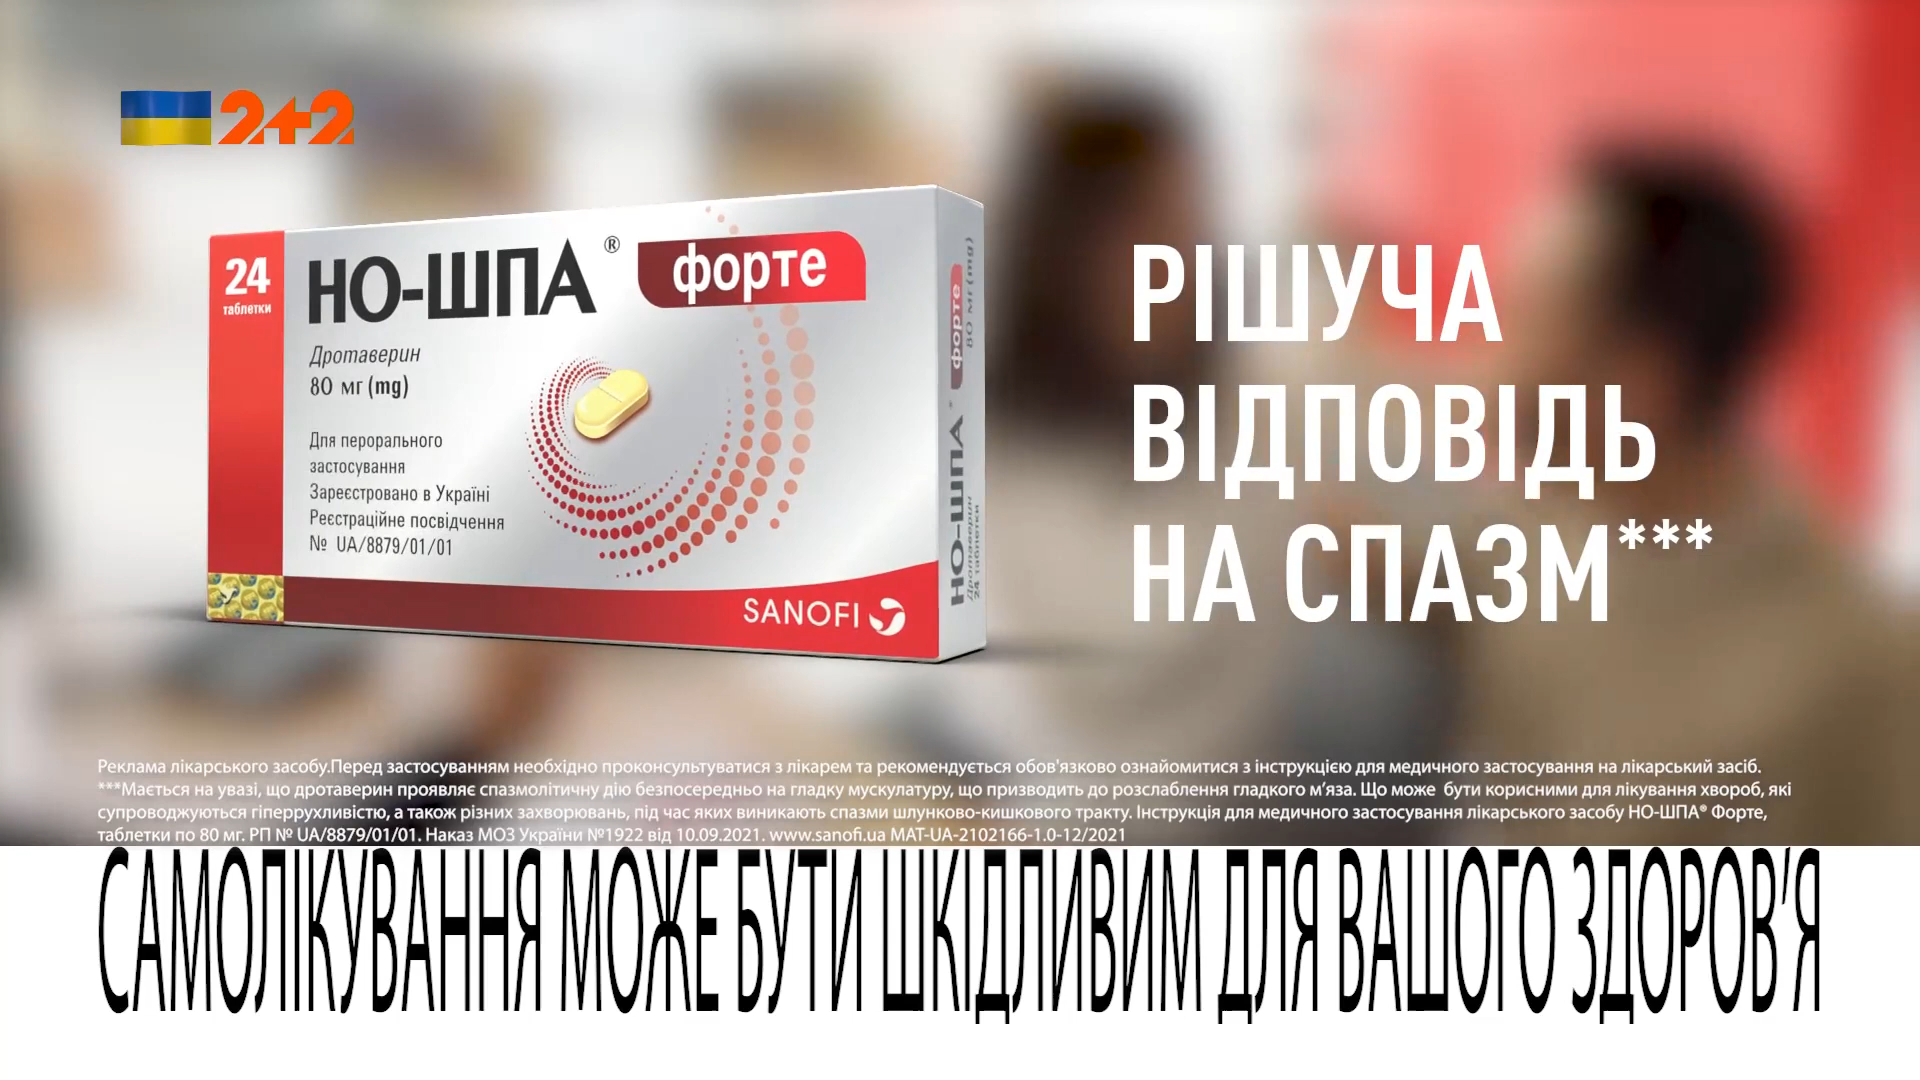 2+2
24
таблетки
НО-ШПА® форте
Дротаверин
80 мг (mg)
Для перорального
застосування
Зареєстровано в Україні
Реєстраційне посвідчення
№ UA/8879/01/01
SANOFI
форте
80 мг (mg)
НО-ШПА®
Дротаверин
24 таблетки
РІШУЧА
ВІДПОВІДЬ
НА СПАЗМ***
Реклама лікарського засобу.Перед застосуванням необхідно проконсультуватися з лікарем та рекомендується обов'язково ознайомитися з інструкцією для медичного застосування на лікарський засіб.
***Мається на увазі, що дротаверин проявляє спазмолітичну дію безпосередньо на гладку мускулатуру, що призводить до розслаблення гладкого м'яза. Що може бути корисними для лікування хвороб, які
супроводжуються гіперрухливістю, а також різних захворювань, під час яких виникають спазми шлунково-кишкового тракту. Інструкція для медичного застосування лікарського засобу НО-ШПА® Форте,
таблетки по 80 мг. РП № UA/8879/01/01. Наказ МОЗ України №1922 від 10.09.2021. www.sanofi.ua MAT-UA-2102166-1.0-12/2021
САМОЛІКУВАННЯ МОЖЕ БУТИ ШКІДЛИВИМ ДЛЯ ВАШОГО ЗДОРОВ'Я